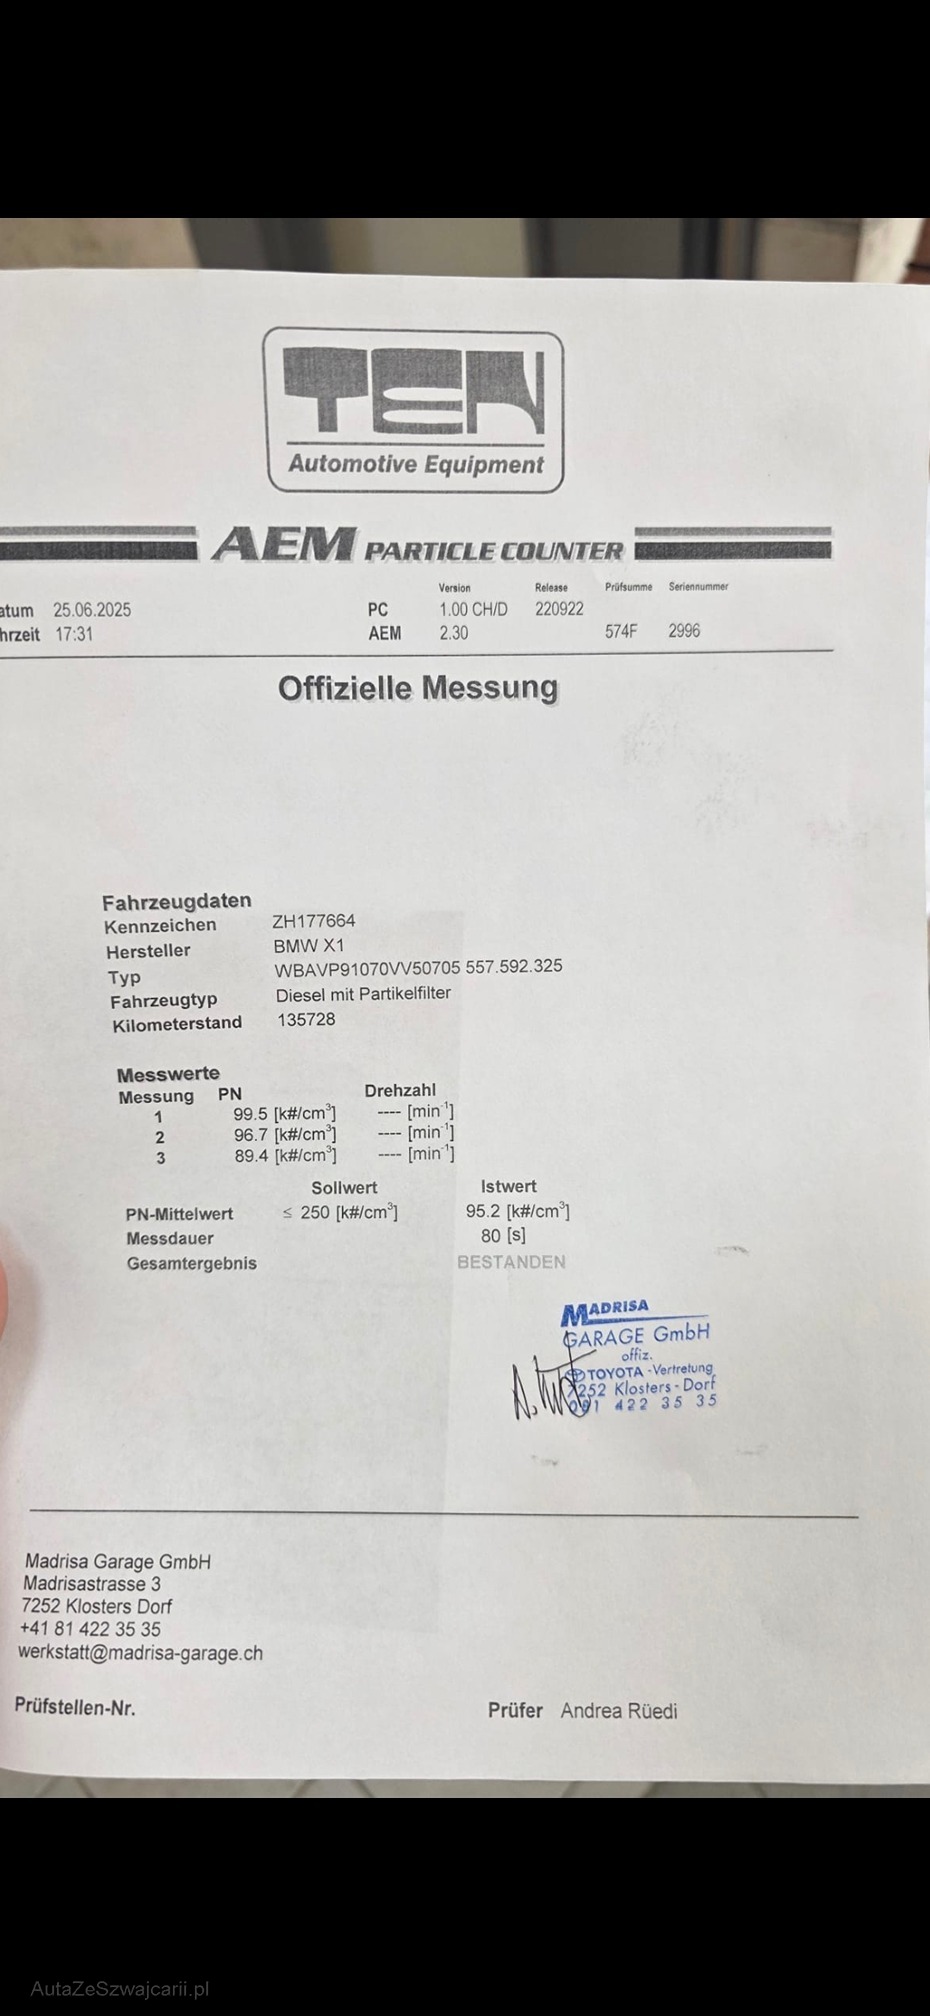 TEN
Automotive Equipment
AEM PARTICLE COUNTER
Version Release Prüfsumme Seriennummer
atum 25.06.2025 PC 1.00 CH/D 220922
hrzeit 17:31 AEM 2.30 574F 2996
Offizielle Messung
Fahrzeugdaten
Kennzeichen ZH177664
Hersteller BMW X1
Typ WBAVP91070VV50705 557.592.325
Fahrzeugtyp Diesel mit Partikelfilter
Kilometerstand 135728
Messwerte
Messung PN Drehzahl
1 99.5 [k#/cm³] ---- [min⁻¹]
2 96.7 [k#/cm³] ---- [min⁻¹]
3 89.4 [k#/cm³] ---- [min⁻¹]
Sollwert Istwert
PN-Mittelwert ≤ 250 [k#/cm³] 95.2 [k#/cm³]
Messdauer 80 [s]
Gesamtergebnis BESTANDEN
MADRISA
GARAGE GmbH
offiz.
TOYOTA-Vertretung
7252 Klosters-Dorf
081 422 35 35
Madrisa Garage GmbH
Madrisastrasse 3
7252 Klosters Dorf
+41 81 422 35 35
werkstatt@madrisa-garage.ch
Prüfstellen-Nr. Prüfer Andrea Rüedi
AutaZeSzwajcarii.pl